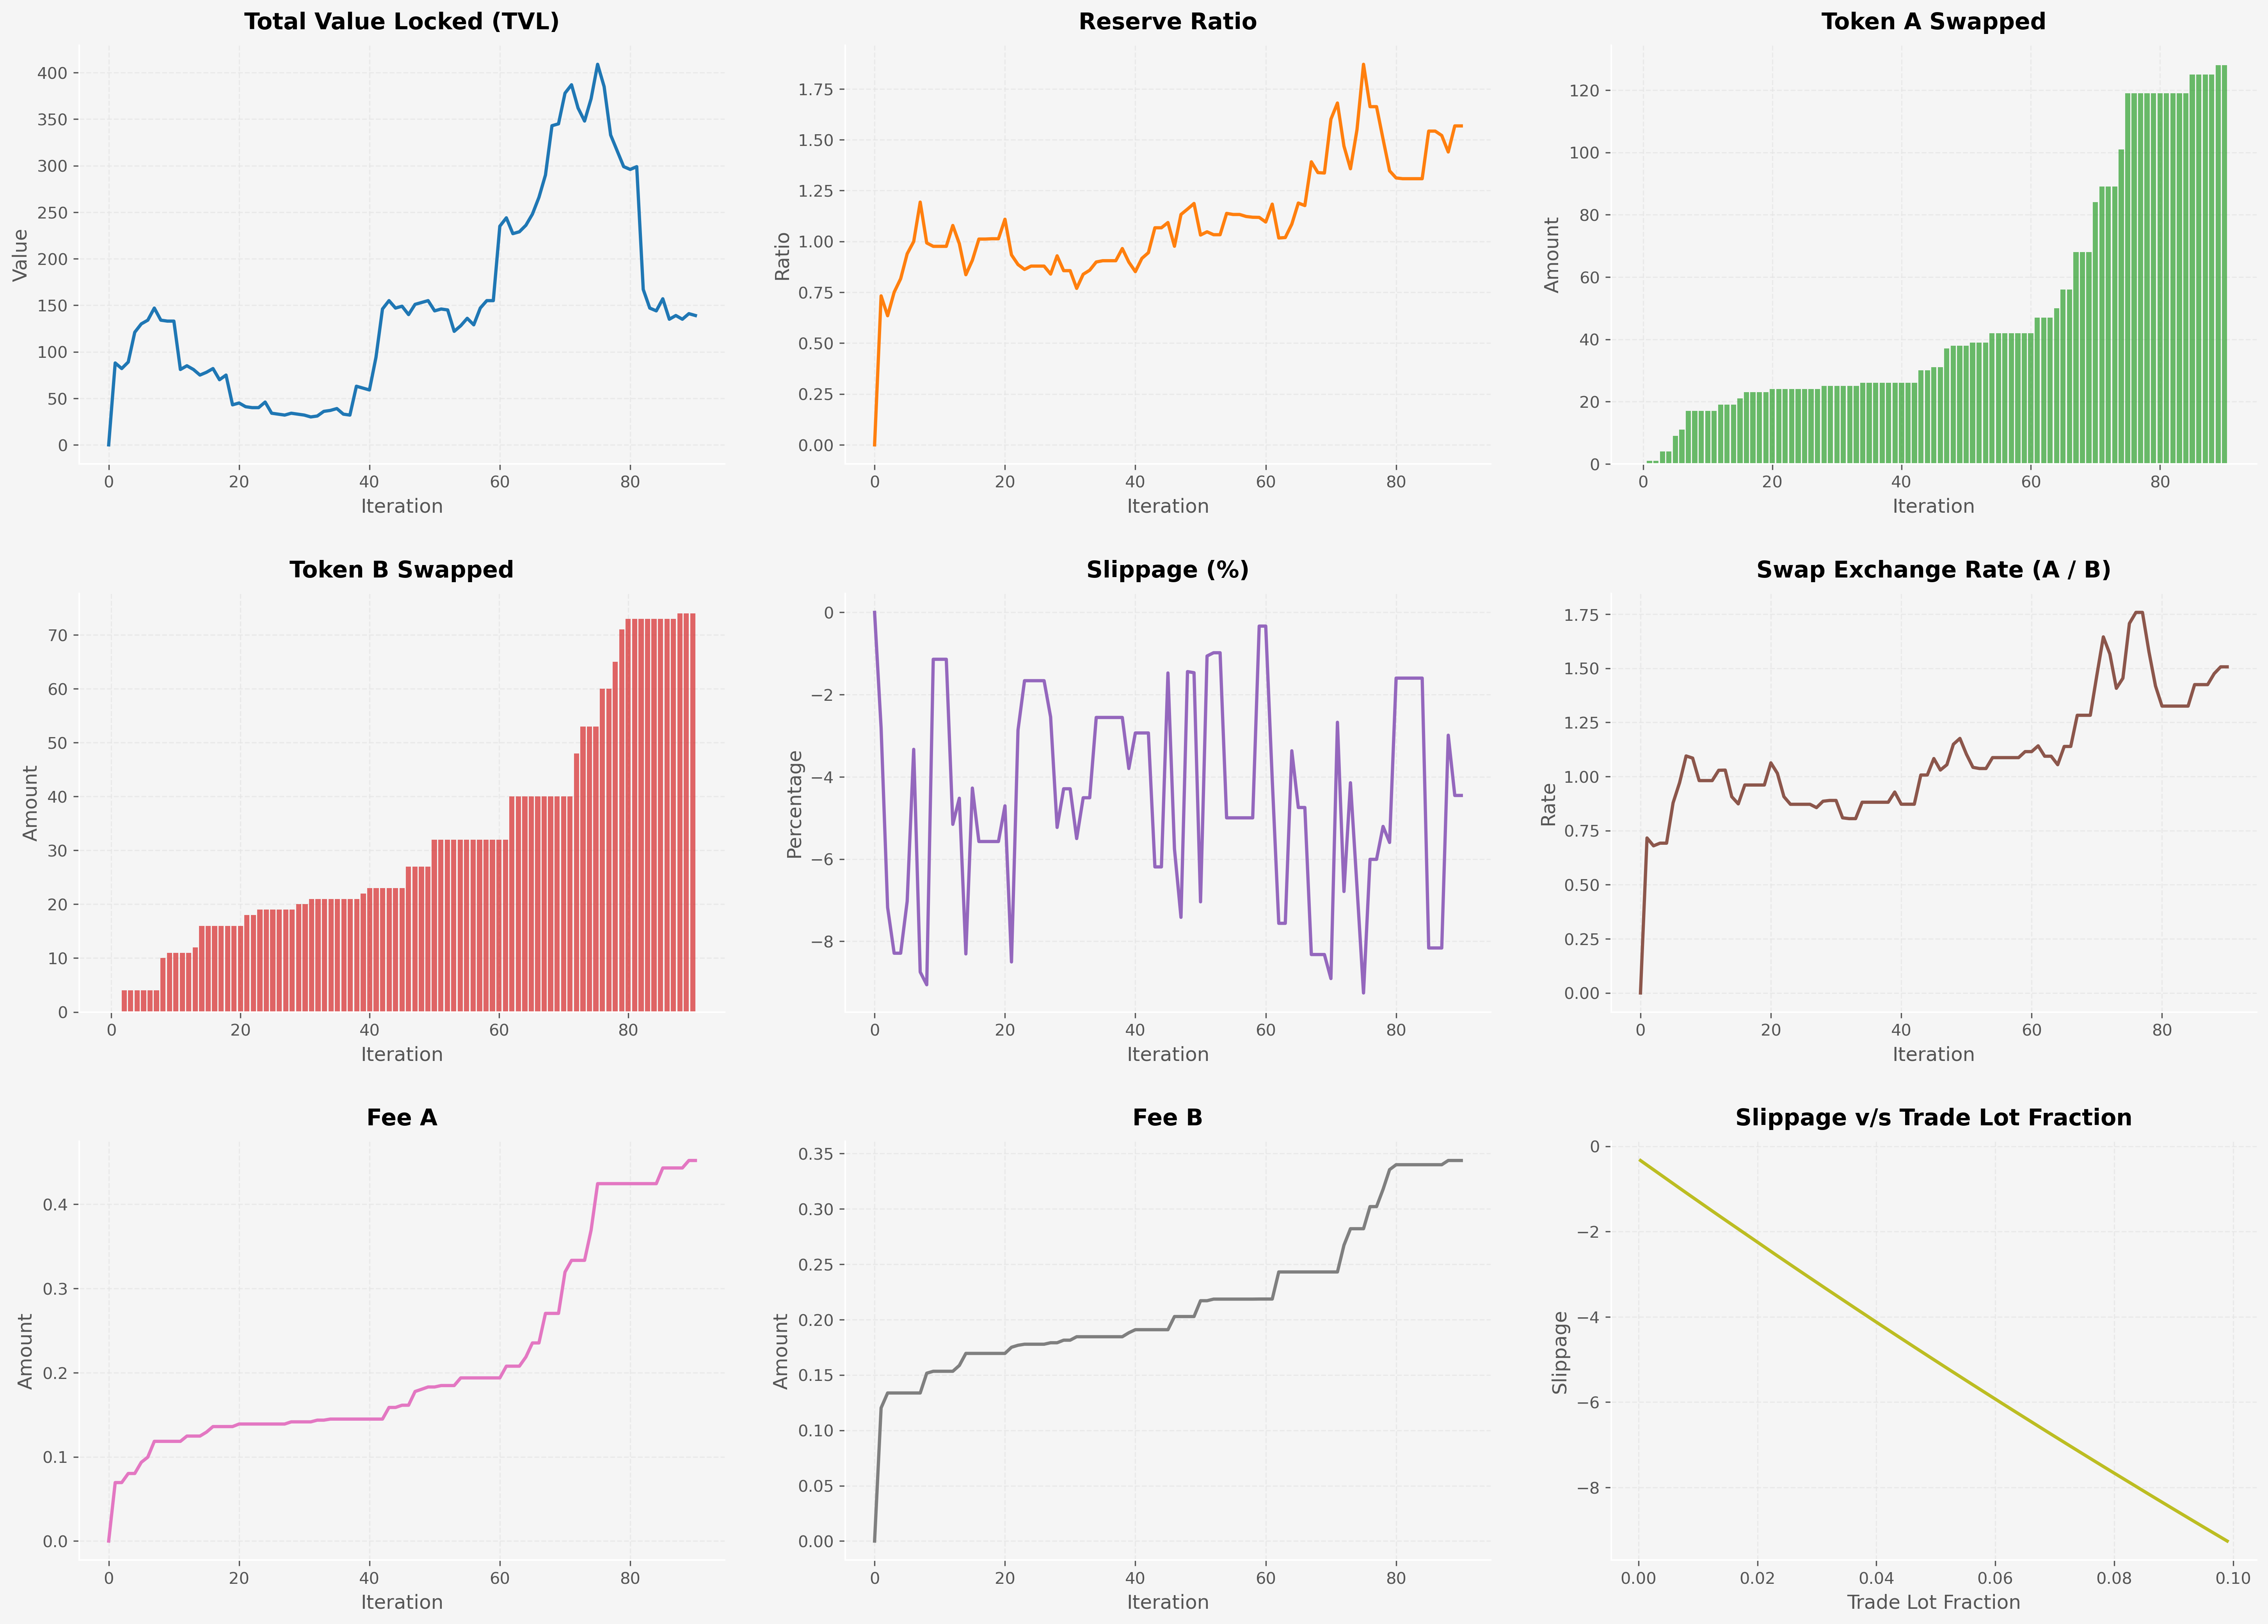 Total Value Locked (TVL)
Value
400
350
300
250
200
150
100
50
0
0 20 40 60 80
Iteration
Reserve Ratio
Ratio
1.75
1.50
1.25
1.00
0.75
0.50
0.25
0.00
0 20 40 60 80
Iteration
Token A Swapped
Amount
120
100
80
60
40
20
0
0 20 40 60 80
Iteration
Token B Swapped
Amount
70
60
50
40
30
20
10
0
0 20 40 60 80
Iteration
Slippage (%)
Percentage
0
−2
−4
−6
−8
0 20 40 60 80
Iteration
Swap Exchange Rate (A / B)
Rate
1.75
1.50
1.25
1.00
0.75
0.50
0.25
0.00
0 20 40 60 80
Iteration
Fee A
Amount
0.4
0.3
0.2
0.1
0.0
0 20 40 60 80
Iteration
Fee B
Amount
0.35
0.30
0.25
0.20
0.15
0.10
0.05
0.00
0 20 40 60 80
Iteration
Slippage v/s Trade Lot Fraction
Slippage
0
−2
−4
−6
−8
0.00 0.02 0.04 0.06 0.08 0.10
Trade Lot Fraction